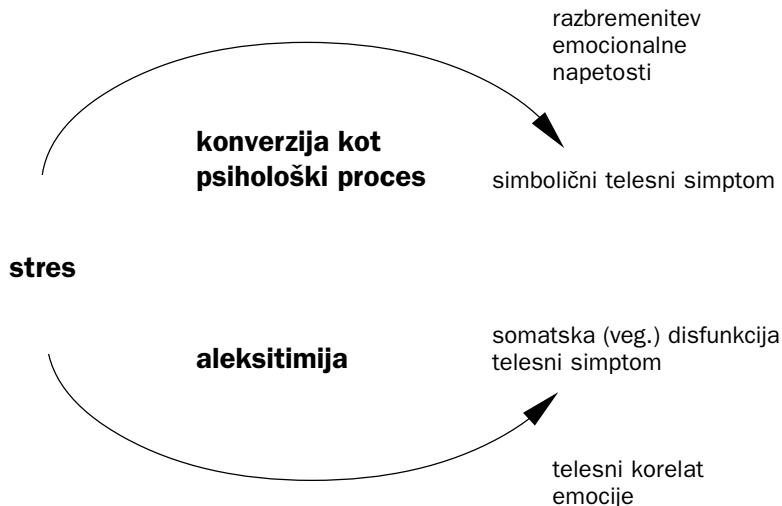 razbremenitev
emocionalne
napetosti
konverzija kot
psihološki proces
simbolični telesni simptom
stres
aleksitimija
somatska (veg.) disfunkcija
telesni simptom
telesni korelat
emocije